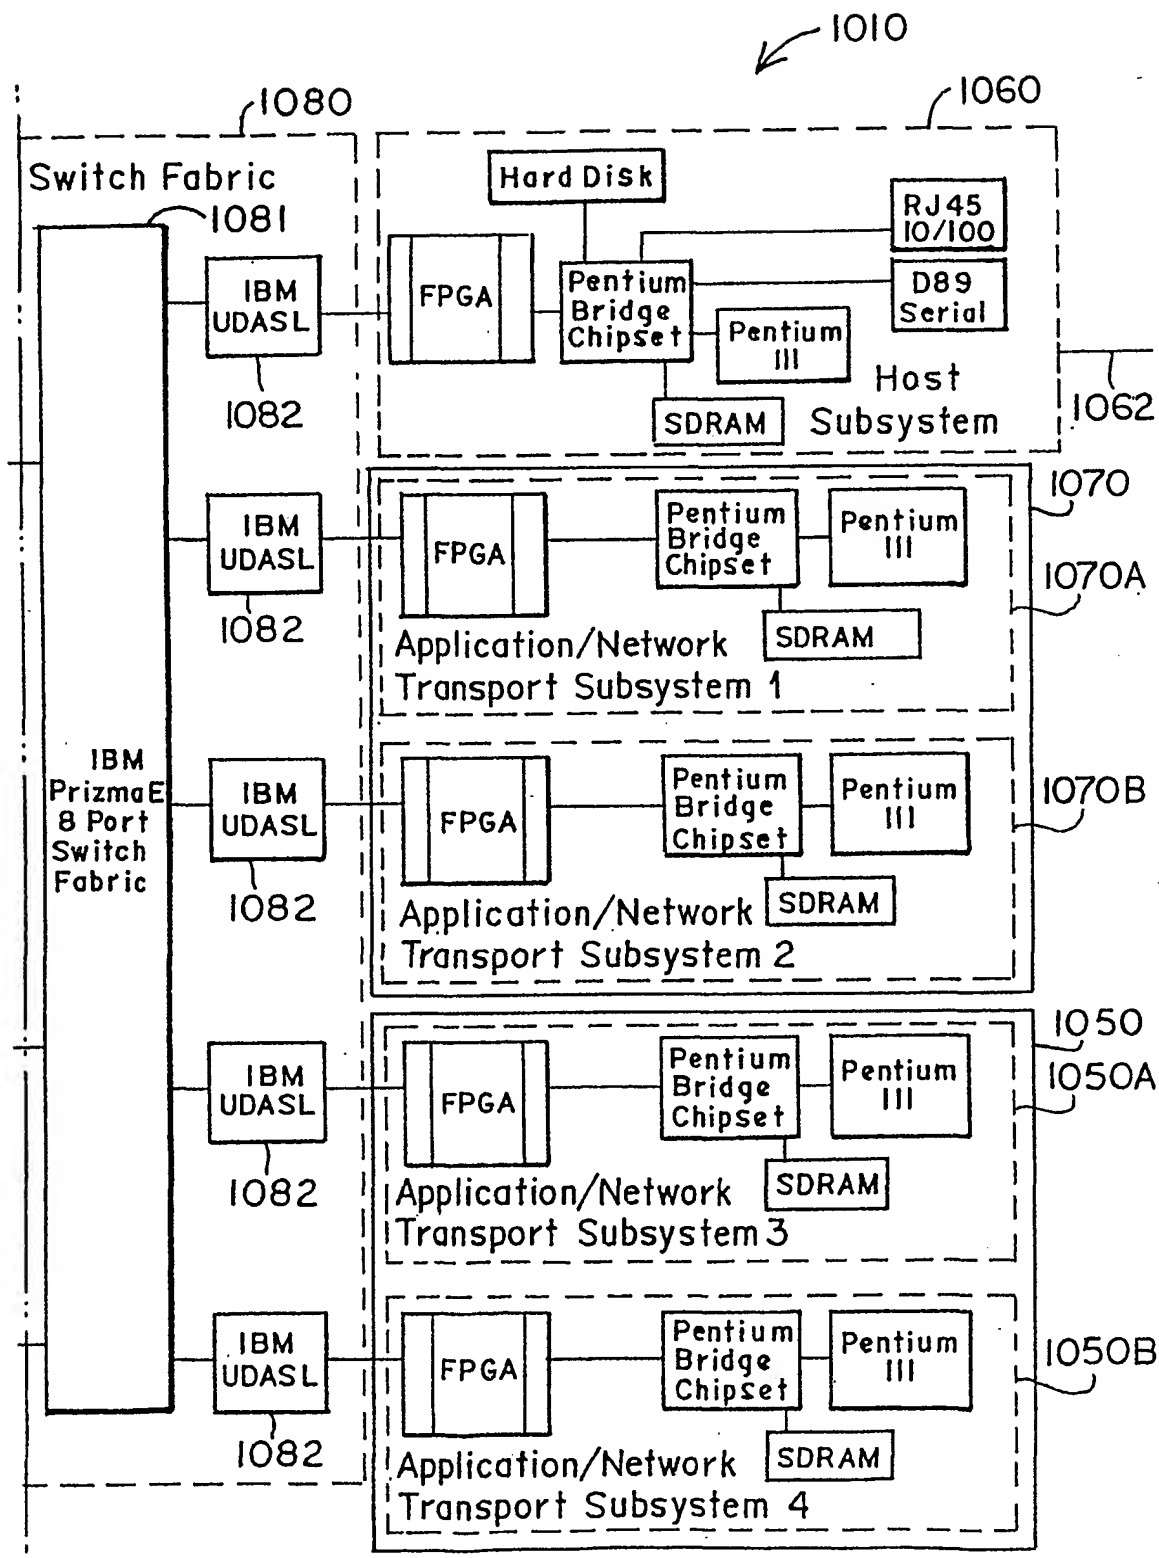 1010
1080
1060
Switch Fabric
1081
Hard Disk
RJ45
10/100
IBM
UDASL
FPGA
Pentium
Bridge
Chipset
D89
Serial
Pentium
III
Host
Subsystem
SDRAM
1082
1062
1070
IBM
UDASL
FPGA
Pentium
Bridge
Chipset
Pentium
III
1070A
1082
SDRAM
Application/Network
Transport Subsystem 1
IBM
PrizmaE
8 Port
Switch
Fabric
IBM
UDASL
FPGA
Pentium
Bridge
Chipset
Pentium
III
1070B
1082
SDRAM
Application/Network
Transport Subsystem 2
1050
IBM
UDASL
FPGA
Pentium
Bridge
Chipset
Pentium
III
1050A
1082
SDRAM
Application/Network
Transport Subsystem 3
IBM
UDASL
FPGA
Pentium
Bridge
Chipset
Pentium
III
1050B
1082
SDRAM
Application/Network
Transport Subsystem 4